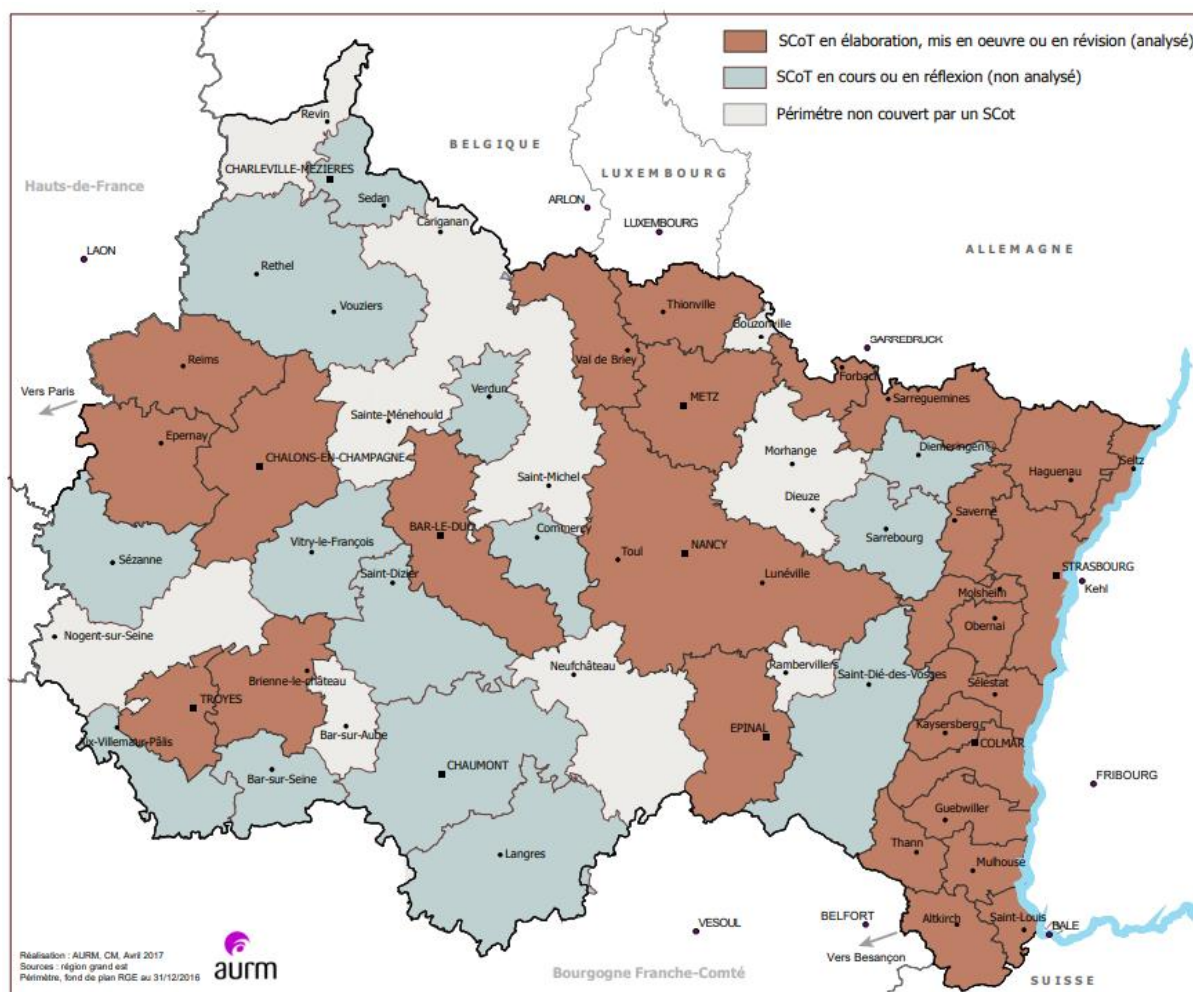 SCoT en élaboration, mis en oeuvre ou en révision (analysé)
SCoT en cours ou en réflexion (non analysé)
Périmétre non couvert par un SCot
Revin
BELGIQUE
LUXEMBOURG
CHARLEVILLE-MEZIERES
Hauts-de-France
Sedan
ARLON
Cariganan
LUXEMBOURG
LAON
ALLEMAGNE
Rethel
Vouziers
Thionville
Bouzonville
SARREBRUCK
Reims
Val de Briey
Forbach
Vers Paris
Verdun
METZ
Sarreguemines
Sainte-Ménehould
Epernay
Morhange
Diemeringen
CHALONS-EN-CHAMPAGNE
Saint-Michel
Haguenau
Seltz
Dieuze
BAR-LE-DUC
Commercy
Saverne
Vitry-le-François
Sarrebourg
Sézanne
Toul
NANCY
Saint-Dizier
Lunéville
STRASBOURG
Kehl
Molsheim
Obernai
Nogent-sur-Seine
Neufchâteau
Rambervillers
Brienne-le-château
Saint-Dié-des-Vosges
Sélestat
TROYES
Kaysersberg
Bar-sur-Aube
EPINAL
COLMAR
ix-Villemaur-Pâlis
CHAUMONT
Bar-sur-Seine
FRIBOURG
Guebwiller
Langres
Thann
Mulhouse
VESOUL
BELFORT
Altkirch
Saint-Louis
BALE
Vers Besançon
Bourgogne Franche-Comté
SUISSE
Réalisation : AURM, CM, Avril 2017
Sources : région grand est
Périmètre, fond de plan RGE au 31/12/2016
aurm